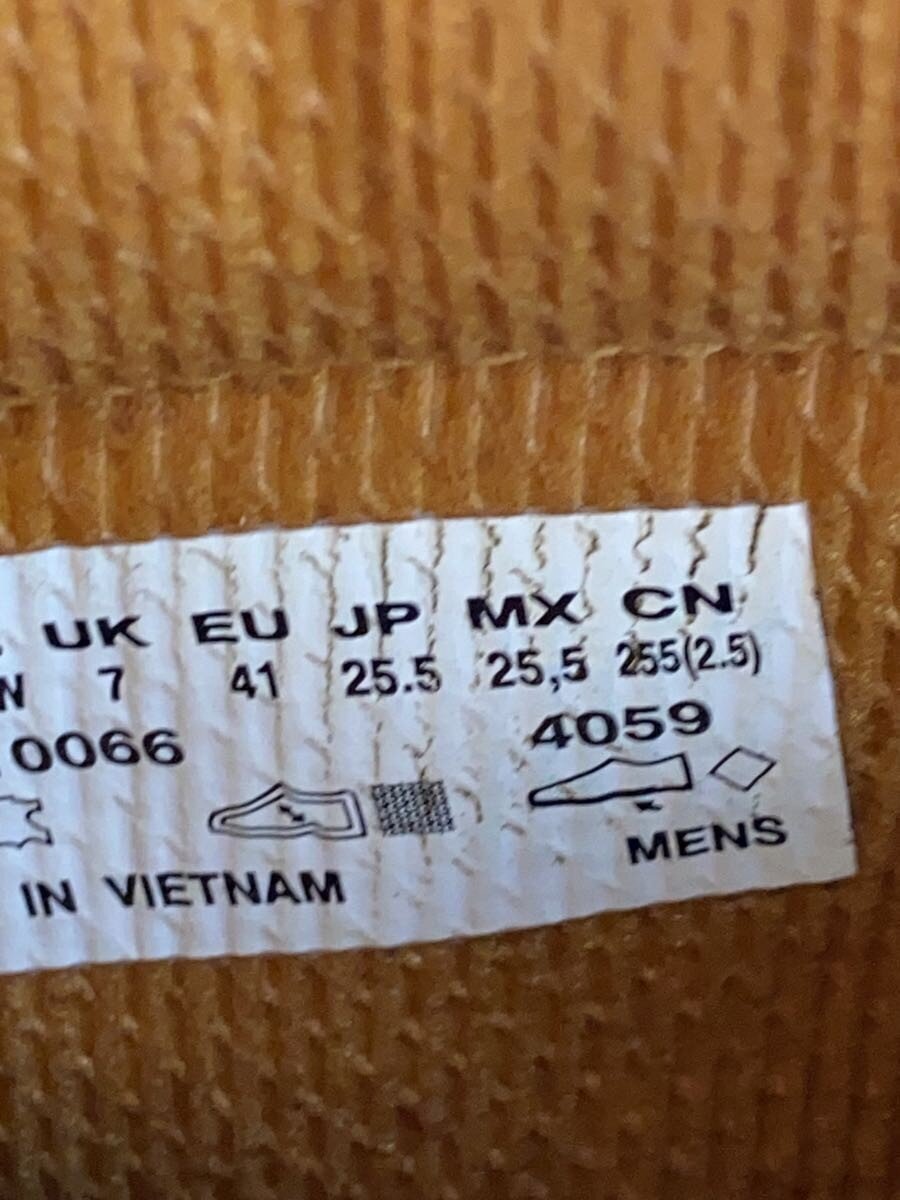 UK EU JP MX CN
7 41 25.5 25,5 255(2.5)
0066 4059
IN VIETNAM MENS